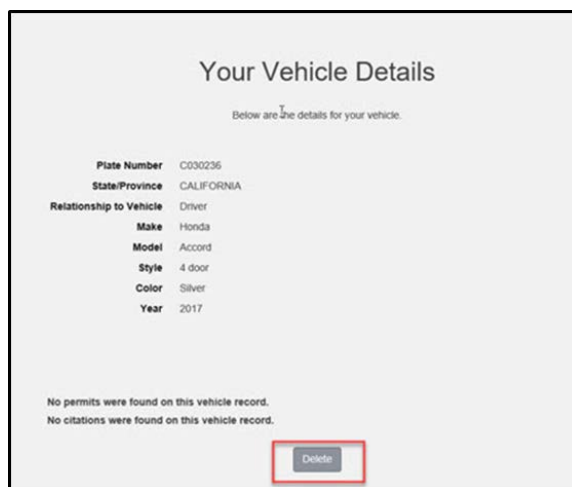 Your Vehicle Details
Below are the details for your vehicle.
Plate Number C030236
State/Province CALIFORNIA
Relationship to Vehicle Driver
Make Honda
Model Accord
Style 4 door
Color Silver
Year 2017
No permits were found on this vehicle record.
No citations were found on this vehicle record.
Delete